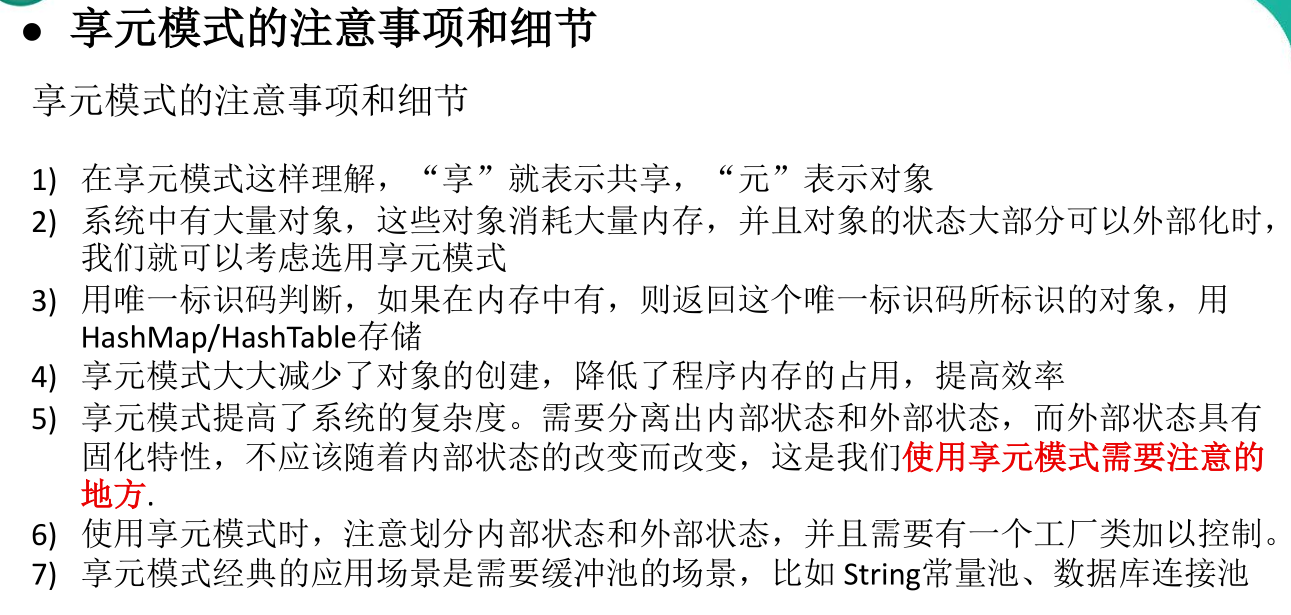 ● 享元模式的注意事项和细节
享元模式的注意事项和细节
1) 在享元模式这样理解，“享”就表示共享，“元”表示对象
2) 系统中有大量对象，这些对象消耗大量内存，并且对象的状态大部分可以外部化时，
我们就可以考虑选用享元模式
3) 用唯一标识码判断，如果在内存中有，则返回这个唯一标识码所标识的对象，用
HashMap/HashTable存储
4) 享元模式大大减少了对象的创建，降低了程序内存的占用，提高效率
5) 享元模式提高了系统的复杂度。需要分离出内部状态和外部状态，而外部状态具有
固化特性，不应该随着内部状态的改变而改变，这是我们使用享元模式需要注意的
地方.
6) 使用享元模式时，注意划分内部状态和外部状态，并且需要有一个工厂类加以控制。
7) 享元模式经典的应用场景是需要缓冲池的场景，比如 String常量池、数据库连接池